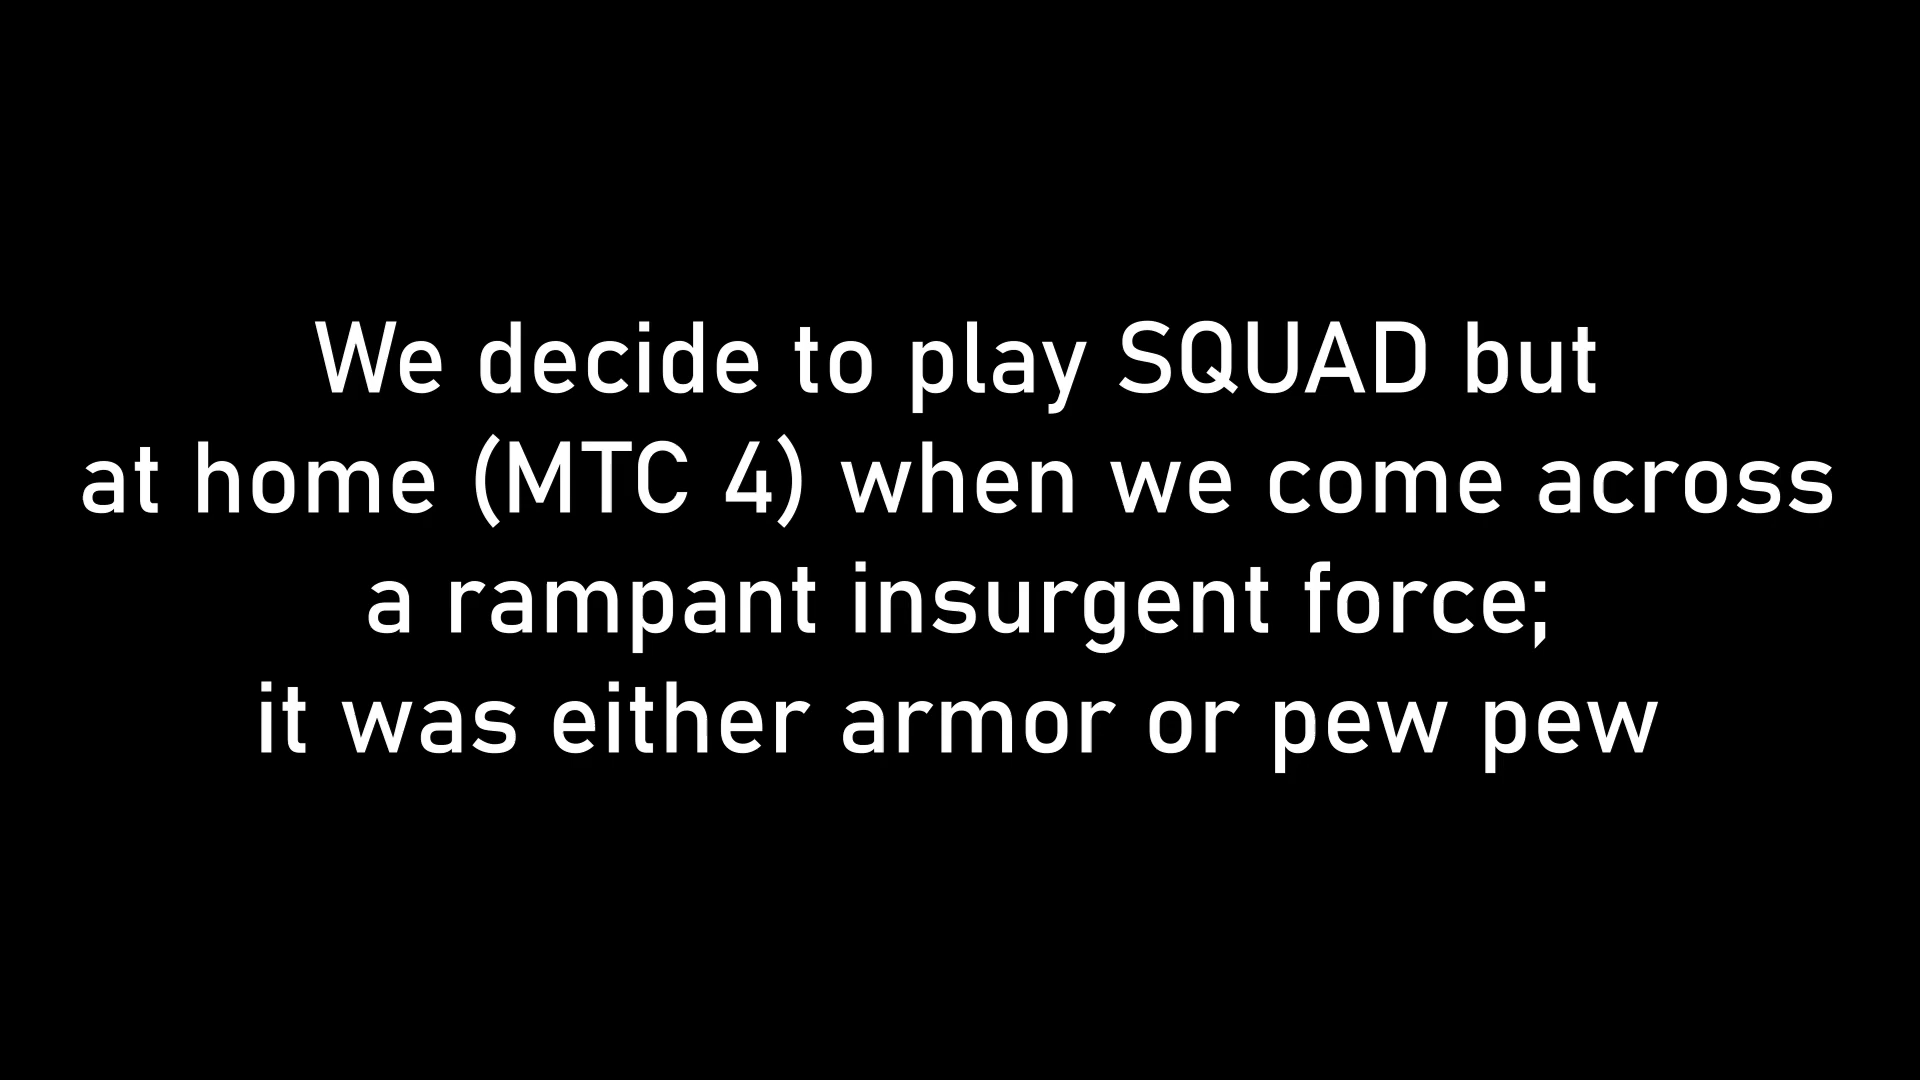 We decide to play SQUAD but
at home (MTC 4) when we come across
a rampant insurgent force;
it was either armor or pew pew